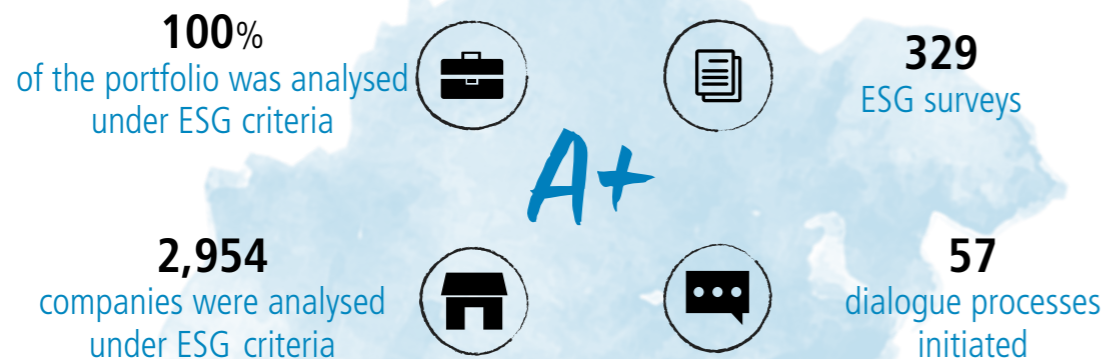 100%
of the portfolio was analysed
under ESG criteria
329
ESG surveys
A+
2,954
companies were analysed
under ESG criteria
57
dialogue processes
initiated